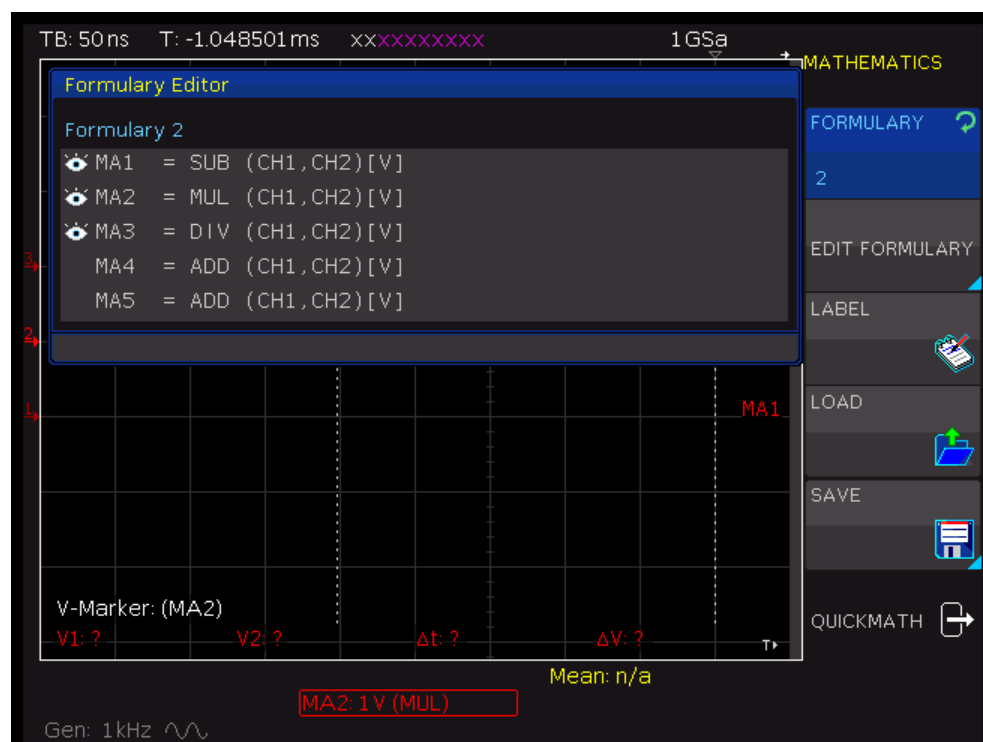 TB: 50 ns T: -1.048501 ms xxxxxxxxxx 1 GSa
MATHEMATICS
Formulary Editor
Formulary 2
MA1 = SUB (CH1,CH2)[V]
MA2 = MUL (CH1,CH2)[V]
MA3 = DIV (CH1,CH2)[V]
MA4 = ADD (CH1,CH2)[V]
MA5 = ADD (CH1,CH2)[V]
FORMULARY
2
EDIT FORMULARY
LABEL
LOAD
SAVE
QUICKMATH
3
2
1
MA1
V-Marker: (MA2)
V1: ? V2: ? Δt: ? ΔV: ?
T
Mean: n/a
MA2: 1 V (MUL)
Gen: 1 kHz